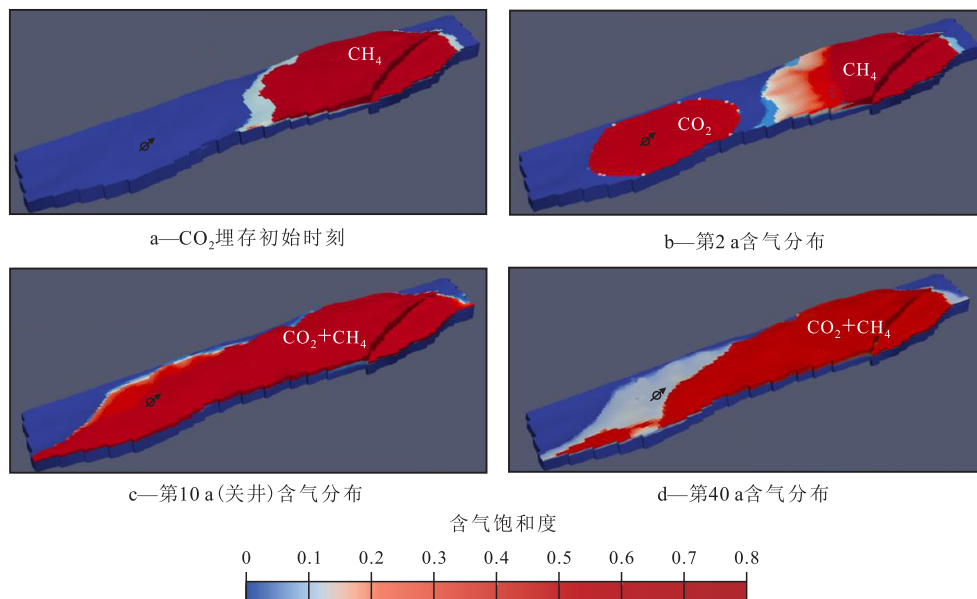 CH₄
CO₂
CH₄
a—CO₂埋存初始时刻
b—第2 a含气分布
CO₂+CH₄
CO₂+CH₄
c—第10 a(关井)含气分布
d—第40 a含气分布
含气饱和度
0 0.1 0.2 0.3 0.4 0.5 0.6 0.7 0.8